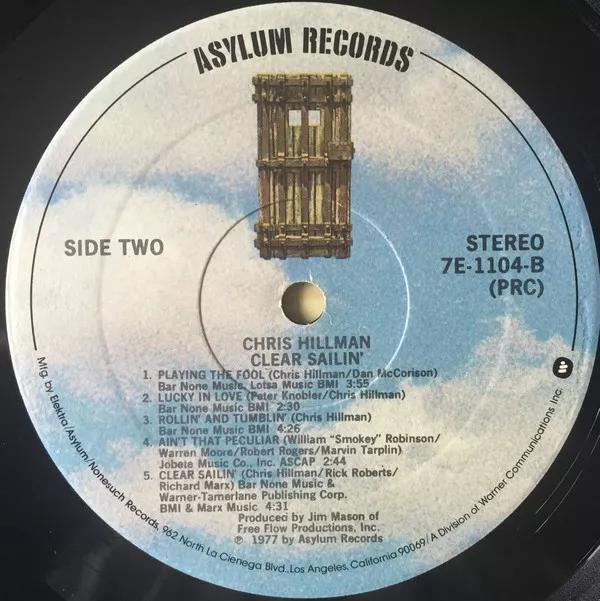 ASYLUM RECORDS
SIDE TWO
STEREO
7E-1104-B
(PRC)
CHRIS HILLMAN
CLEAR SAILIN'
1. PLAYING THE FOOL (Chris Hillman/Dan McCorison)
Bar None Music, Lotsa Music BMI 3:55
2. LUCKY IN LOVE (Peter Knobler/Chris Hillman)
Bar None Music BMI 2:30
3. ROLLIN' AND TUMBLIN' (Chris Hillman)
Bar None Music BMI 4:26
4. AIN'T THAT PECULIAR (William "Smokey" Robinson/
Warren Moore/Robert Rogers/Marvin Tarplin)
Jobete Music Co., Inc. ASCAP 2:44
5. CLEAR SAILIN' (Chris Hillman/Rick Roberts/
Richard Marx) Bar None Music &
Warner-Tamerlane Publishing Corp.
BMI & Marx Music 4:31
Produced by Jim Mason of
Free Flow Productions, Inc.
℗ 1977 by Asylum Records
Mfg. by Elektra/Asylum/Nonesuch Records, 962 North La Cienega Blvd., Los Angeles, California 90069/A Division of Warner Communications Inc.